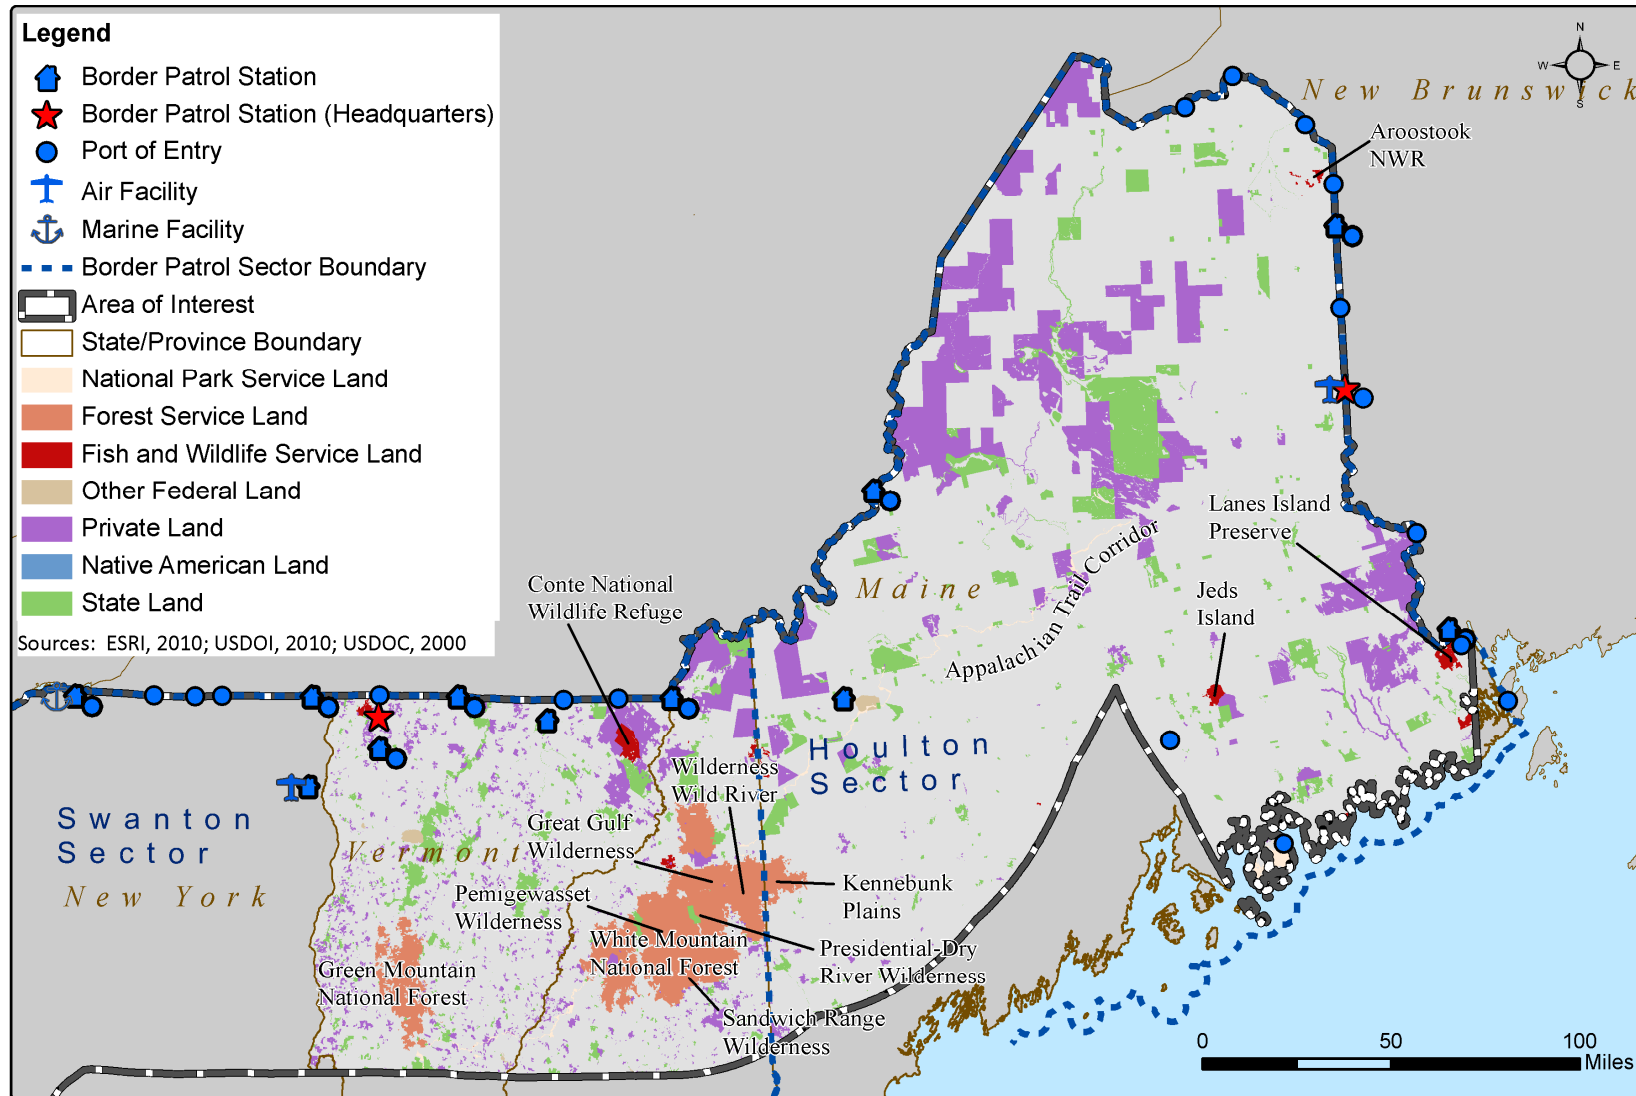 Legend
Border Patrol Station
Border Patrol Station (Headquarters)
Port of Entry
Air Facility
Marine Facility
Border Patrol Sector Boundary
Area of Interest
State/Province Boundary
National Park Service Land
Forest Service Land
Fish and Wildlife Service Land
Other Federal Land
Private Land
Native American Land
State Land
Sources: ESRI, 2010; USDOI, 2010; USDOC, 2000
N
W
E
S
New Brunswick
Aroostook
NWR
Lanes Island
Preserve
Conte National
Wildlife Refuge
Maine
Jeds
Island
Appalachian Trail Corridor
Houlton
Sector
Wilderness
Wild River
Swanton
Sector
New York
Vermont
Great Gulf
Wilderness
Pemigewasset
Wilderness
Kennebunk
Plains
White Mountain
National Forest
Presidential-Dry
River Wilderness
Green Mountain
National Forest
Sandwich Range
Wilderness
0 50 100
Miles